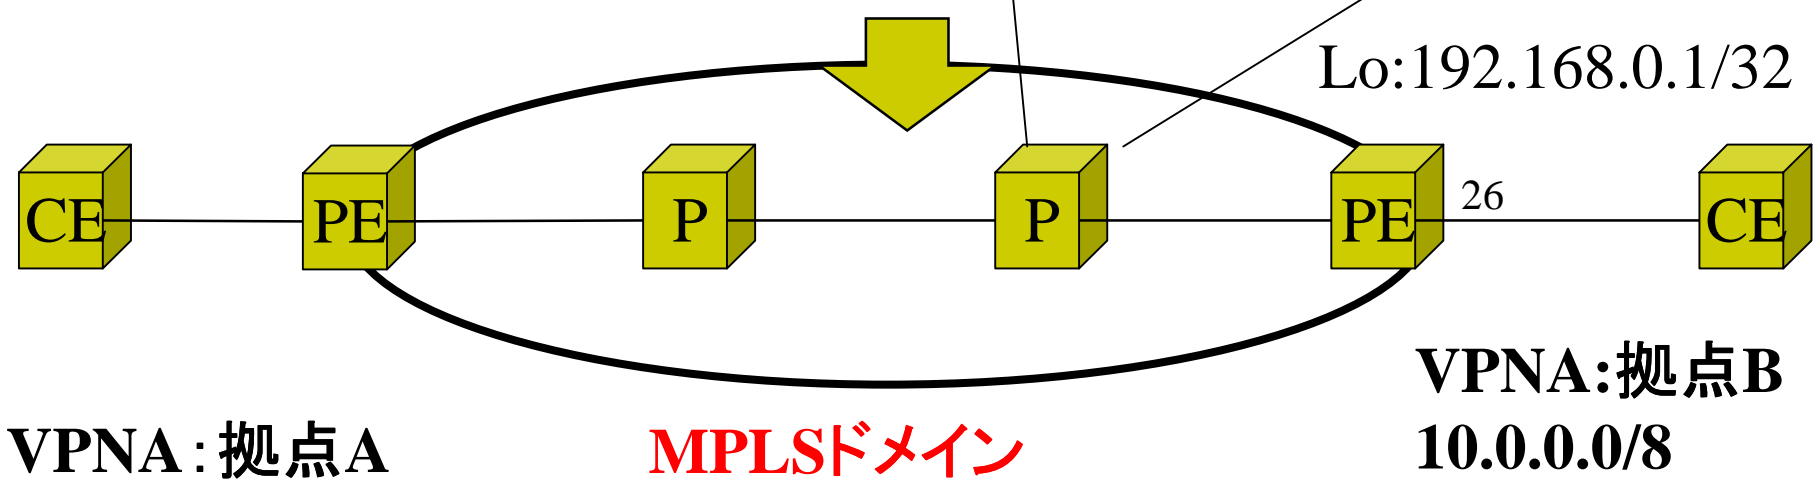 Lo:192.168.0.1/32
CE PE P P PE 26 CE
VPNA:拠点B
10.0.0.0/8
VPNA:拠点A
MPLSドメイン